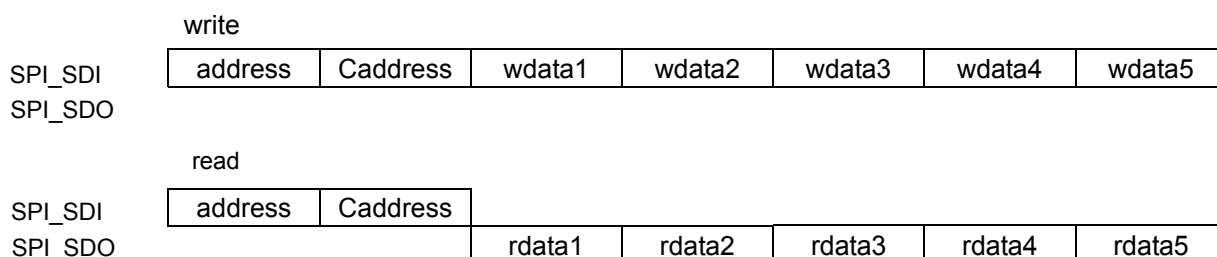 write
SPI_SDI address Caddress wdata1 wdata2 wdata3 wdata4 wdata5
SPI_SDO
read
SPI_SDI address Caddress
SPI_SDO rdata1 rdata2 rdata3 rdata4 rdata5